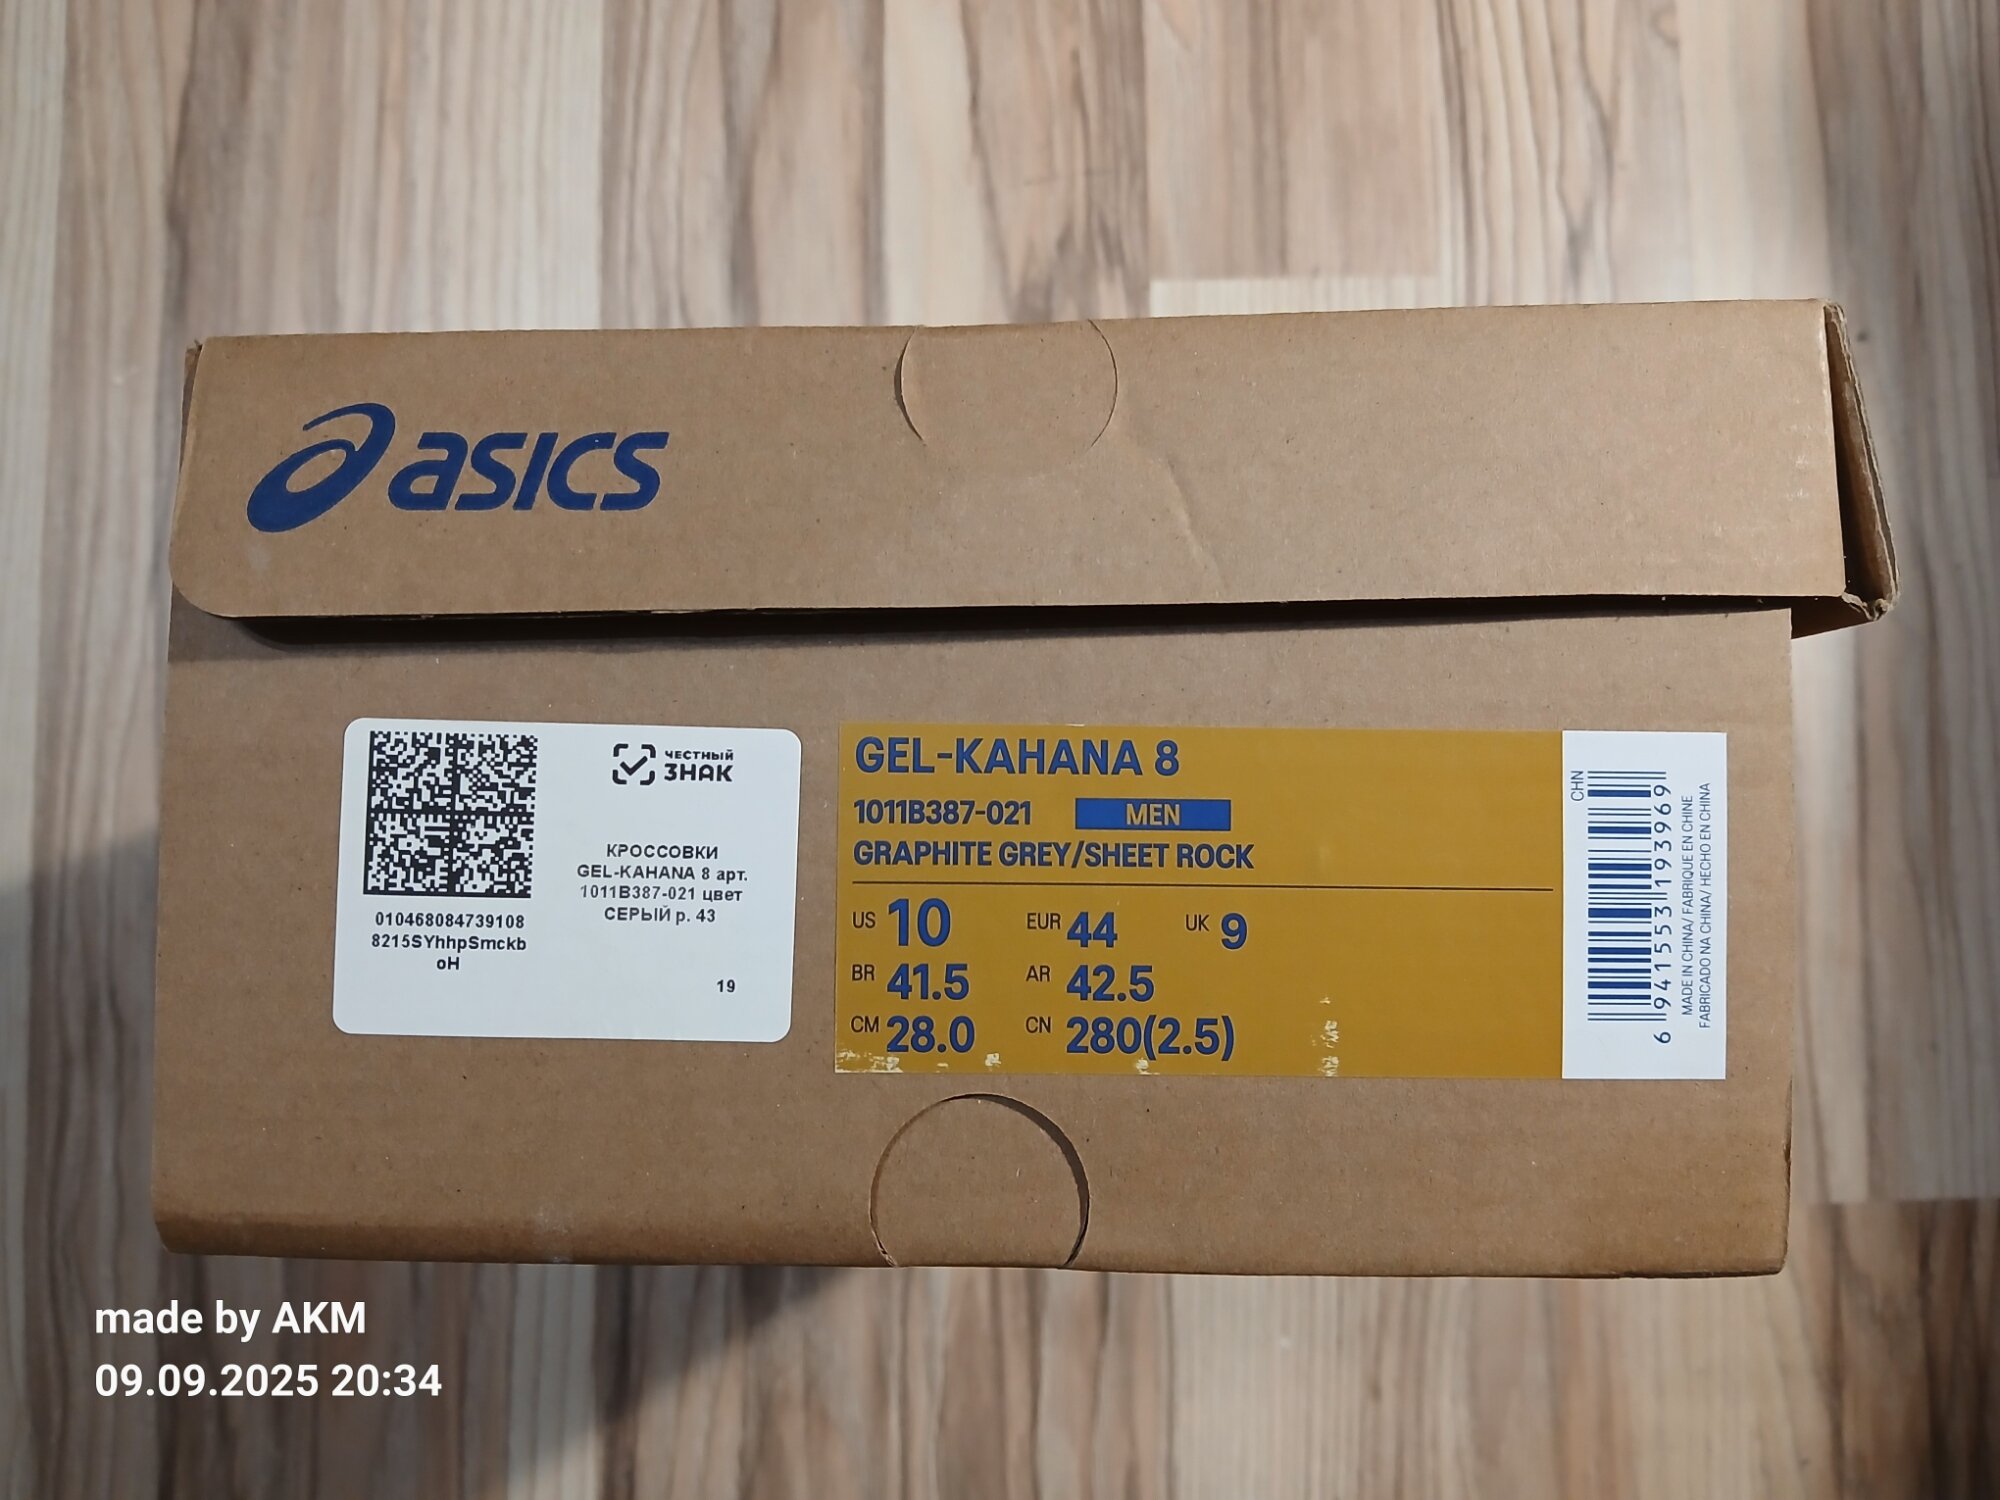 asics
ЧЕСТНЫЙ
ЗНАК
КРОССОВКИ
GEL-KAHANA 8 арт.
1011B387-021 цвет
СЕРЫЙ р. 43
010468084739108
8215SYhhpSmckb
oH
19
GEL-KAHANA 8
1011B387-021 MEN
GRAPHITE GREY/SHEET ROCK
US 10 EUR 44 UK 9
BR 41.5 AR 42.5
CM 28.0 CN 280(2.5)
CHN
6 941553 193969
MADE IN CHINA/ FABRIQUE EN CHINE
FABRICADO NA CHINA/ HECHO EN CHINA
made by AKM
09.09.2025 20:34